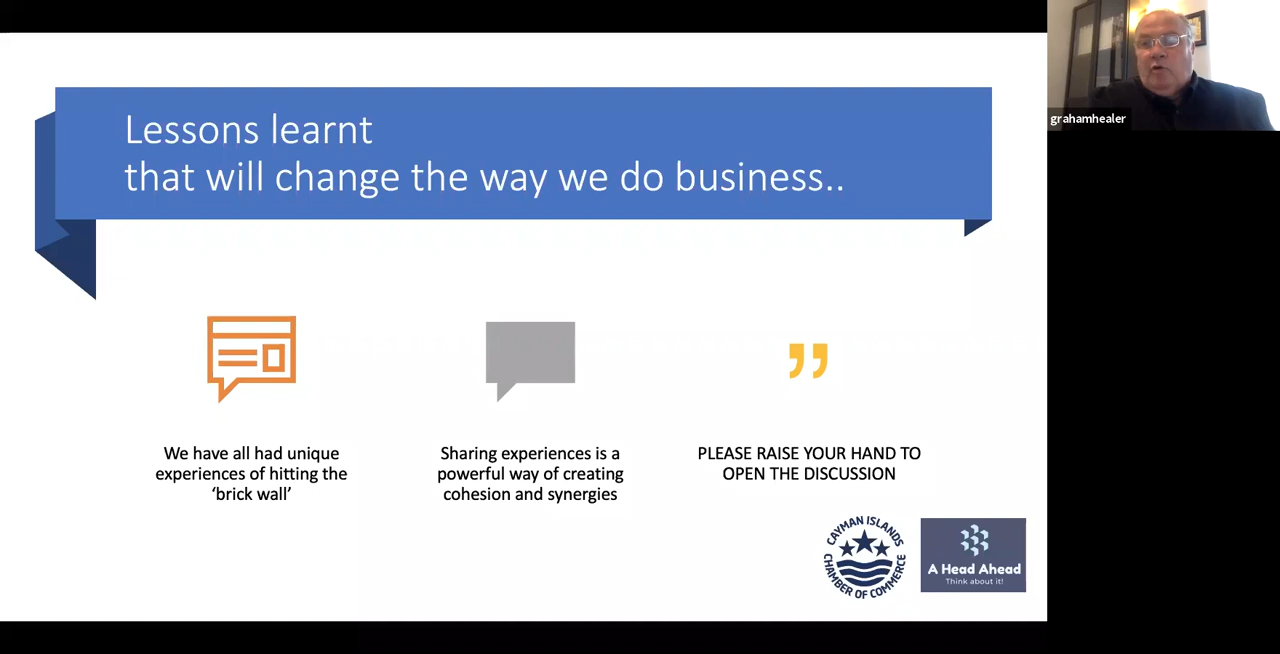 Lessons learnt
that will change the way we do business..
grahamhealer
We have all had unique
experiences of hitting the
‘brick wall’
Sharing experiences is a
powerful way of creating
cohesion and synergies
”
PLEASE RAISE YOUR HAND TO
OPEN THE DISCUSSION
CAYMAN ISLANDS
CHAMBER OF COMMERCE
A Head Ahead
Think about it!